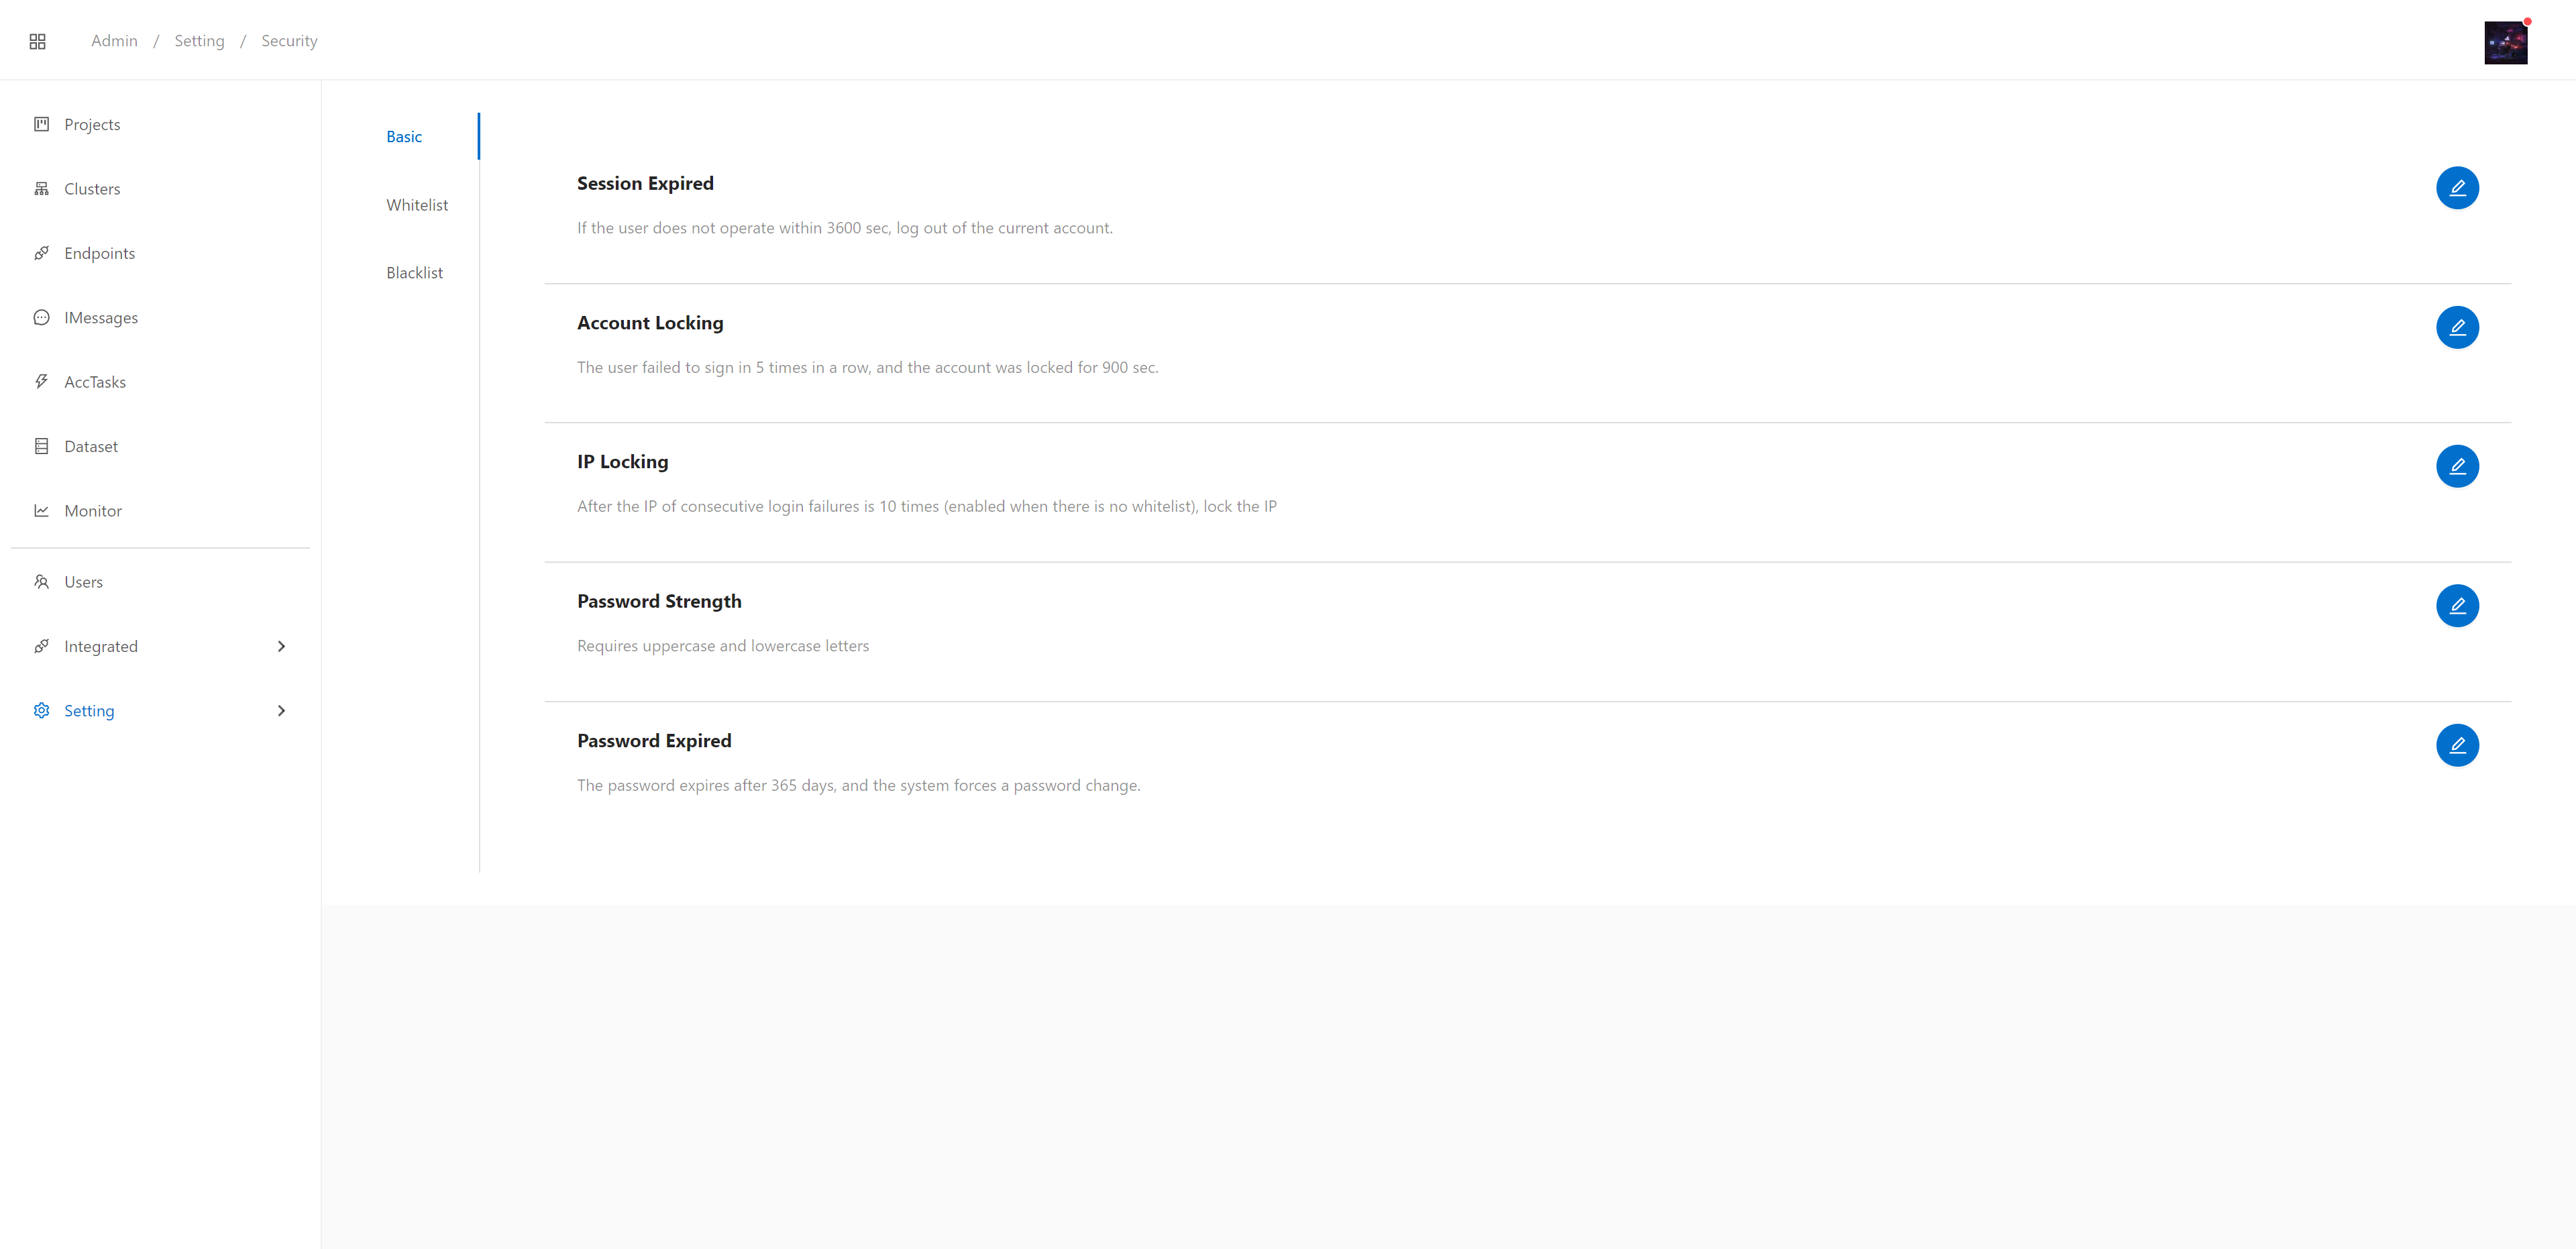 Admin / Setting / Security
Projects
Clusters
Endpoints
IMessages
AccTasks
Dataset
Monitor
Users
Integrated
Setting
Basic
Whitelist
Blacklist
Session Expired
If the user does not operate within 3600 sec, log out of the current account.
Account Locking
The user failed to sign in 5 times in a row, and the account was locked for 900 sec.
IP Locking
After the IP of consecutive login failures is 10 times (enabled when there is no whitelist), lock the IP
Password Strength
Requires uppercase and lowercase letters
Password Expired
The password expires after 365 days, and the system forces a password change.